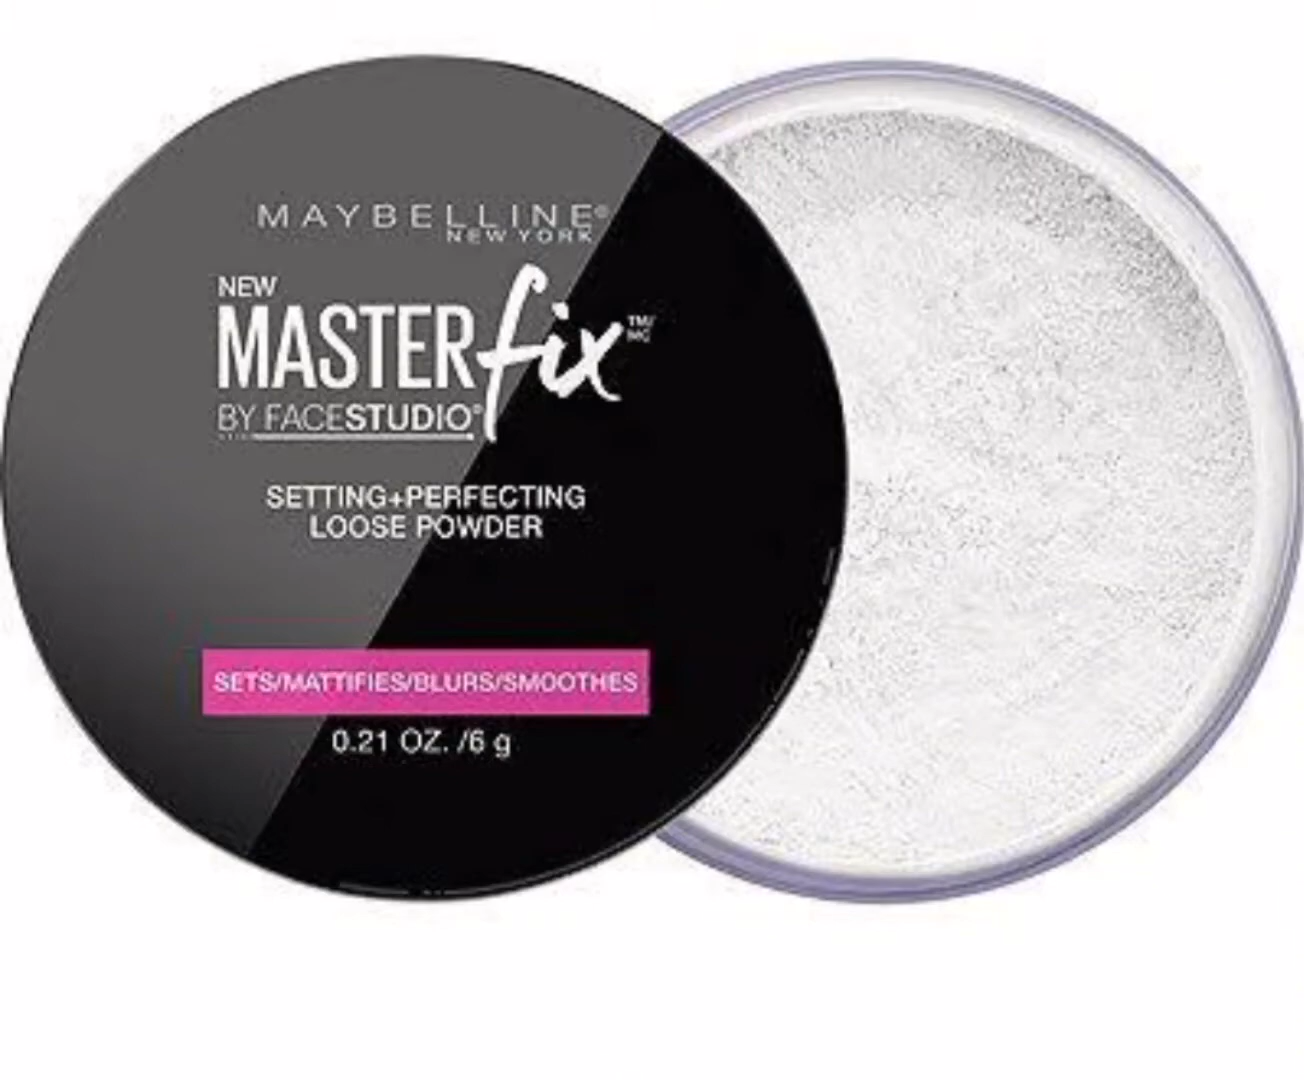 MAYBELLINE®
NEW YORK
NEW
MASTER fix™/MC
BY FACESTUDIO®
SETTING+PERFECTING
LOOSE POWDER
SETS/MATTIFIES/BLURS/SMOOTHES
0.21 OZ. /6 g